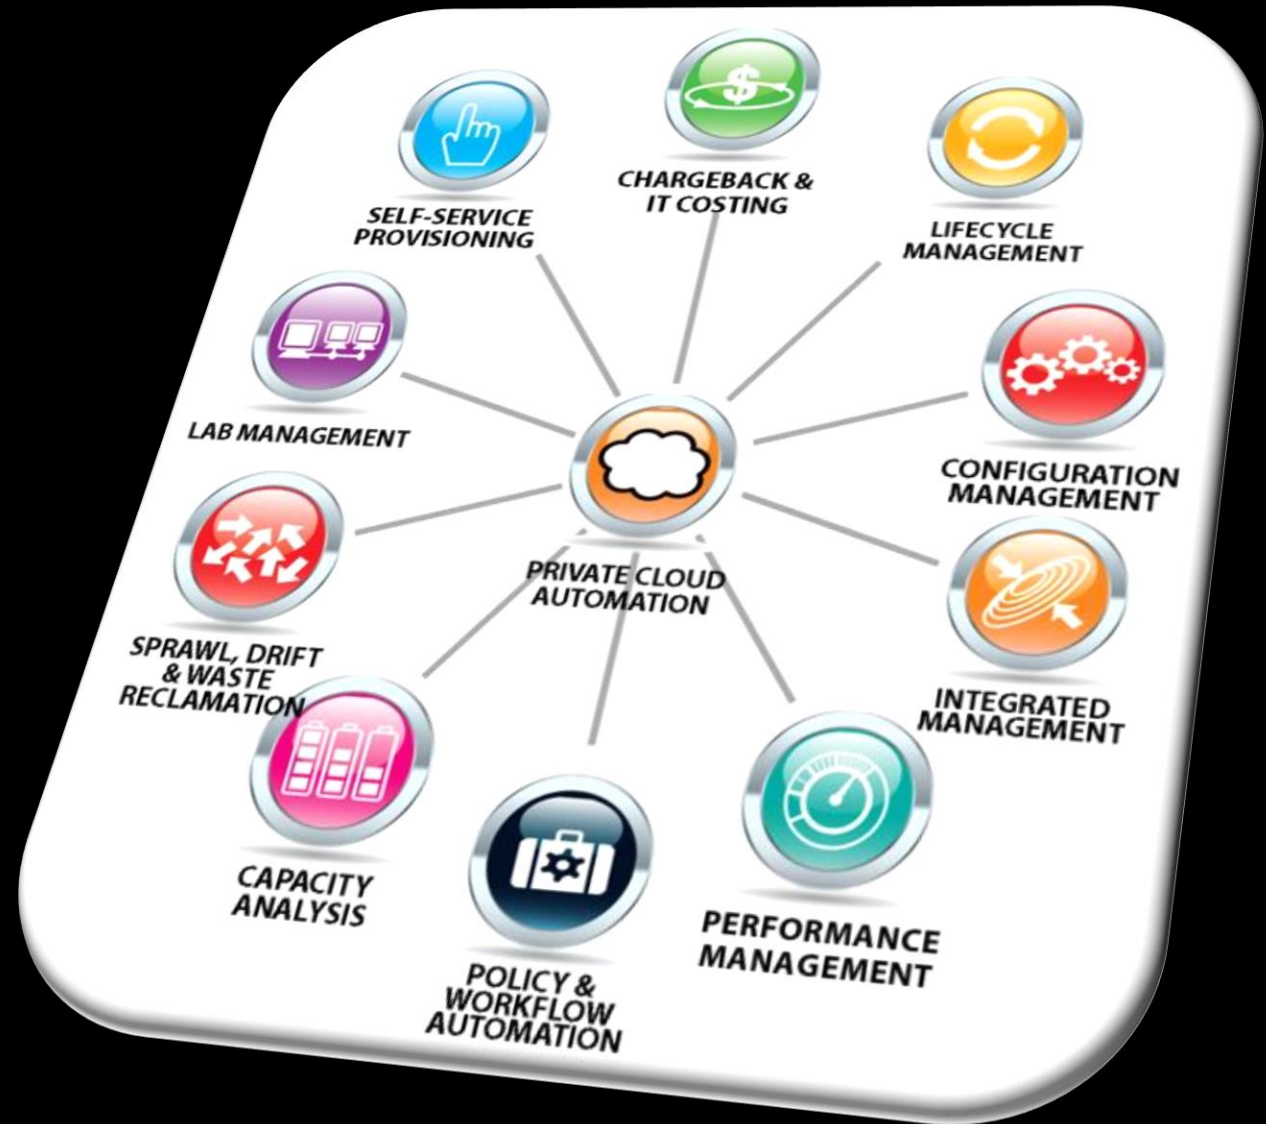 CHARGEBACK &
IT COSTING
SELF-SERVICE
PROVISIONING
LIFECYCLE
MANAGEMENT
LAB MANAGEMENT
CONFIGURATION
MANAGEMENT
PRIVATE CLOUD
AUTOMATION
SPRAWL, DRIFT
& WASTE
RECLAMATION
INTEGRATED
MANAGEMENT
CAPACITY
ANALYSIS
PERFORMANCE
MANAGEMENT
POLICY &
WORKFLOW
AUTOMATION